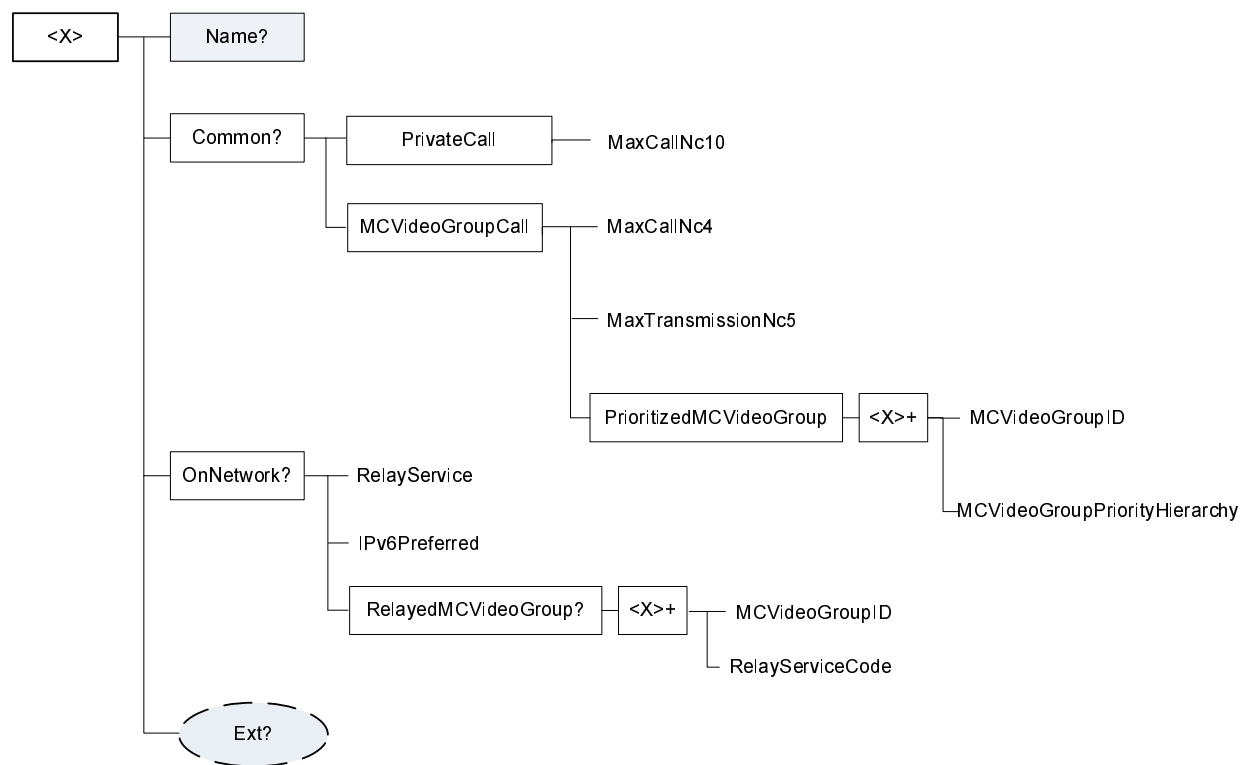 <X>
Name?
Common?
PrivateCall
MaxCallNc10
MCVideoGroupCall
MaxCallNc4
MaxTransmissionNc5
PrioritizedMCVideoGroup
<X>+
MCVideoGroupID
MCVideoGroupPriorityHierarchy
OnNetwork?
RelayService
IPv6Preferred
RelayedMCVideoGroup?
<X>+
MCVideoGroupID
RelayServiceCode
Ext?